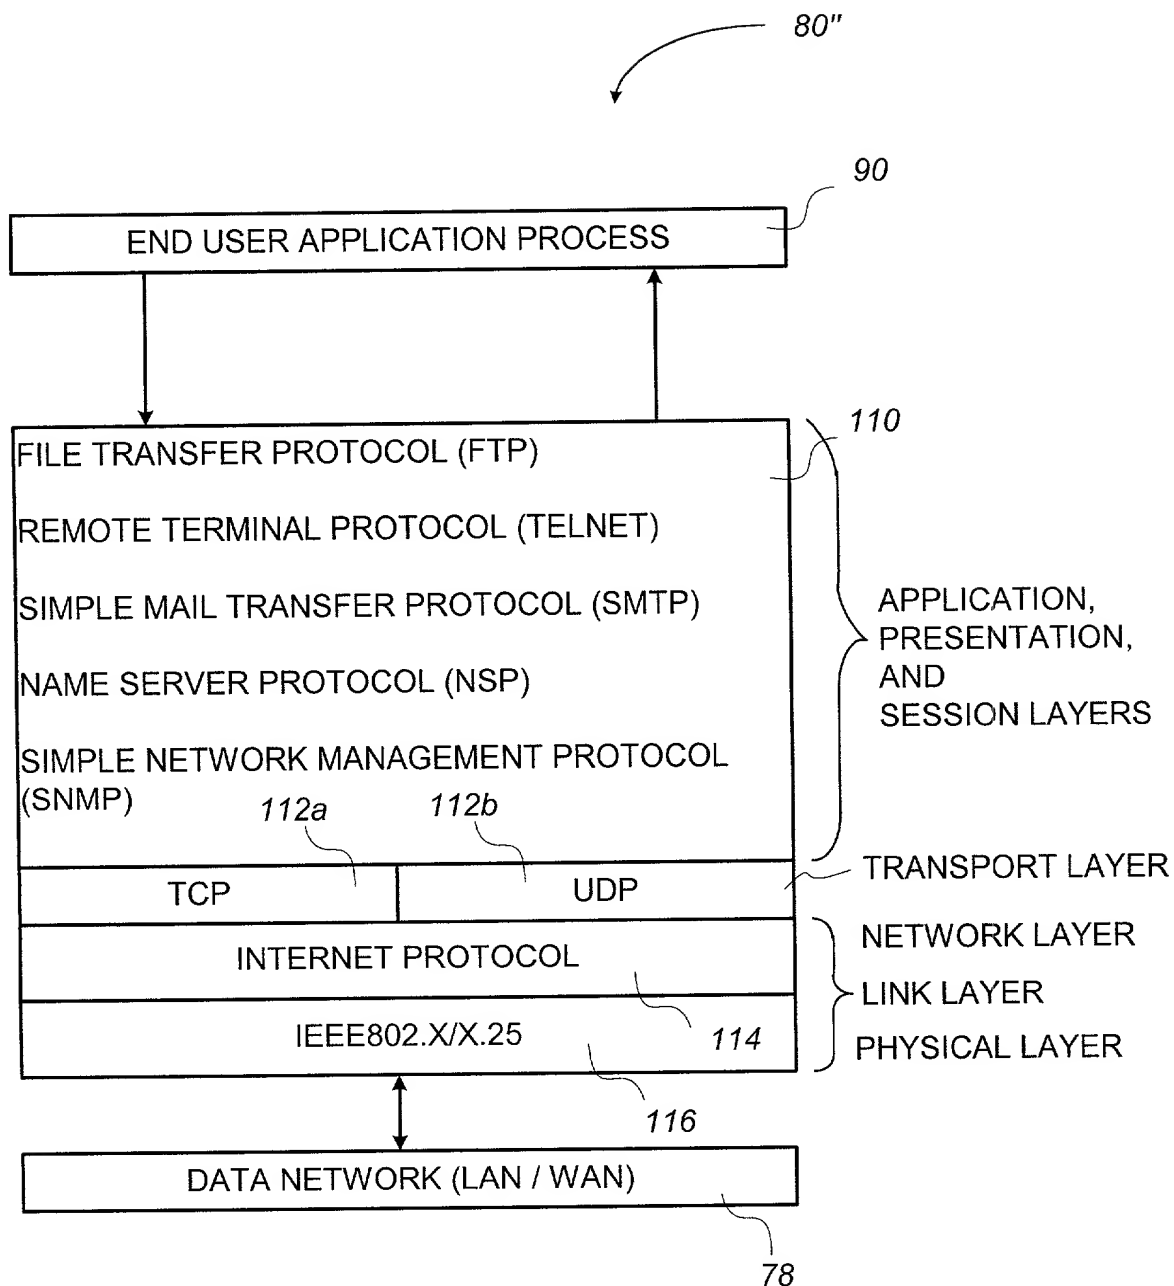 80"
90
END USER APPLICATION PROCESS
110
FILE TRANSFER PROTOCOL (FTP)
REMOTE TERMINAL PROTOCOL (TELNET)
SIMPLE MAIL TRANSFER PROTOCOL (SMTP)
NAME SERVER PROTOCOL (NSP)
SIMPLE NETWORK MANAGEMENT PROTOCOL
(SNMP)
APPLICATION,
PRESENTATION,
AND
SESSION LAYERS
112a
112b
TCP
UDP
TRANSPORT LAYER
INTERNET PROTOCOL
114
NETWORK LAYER
LINK LAYER
PHYSICAL LAYER
IEEE802.X/X.25
116
DATA NETWORK (LAN / WAN)
78